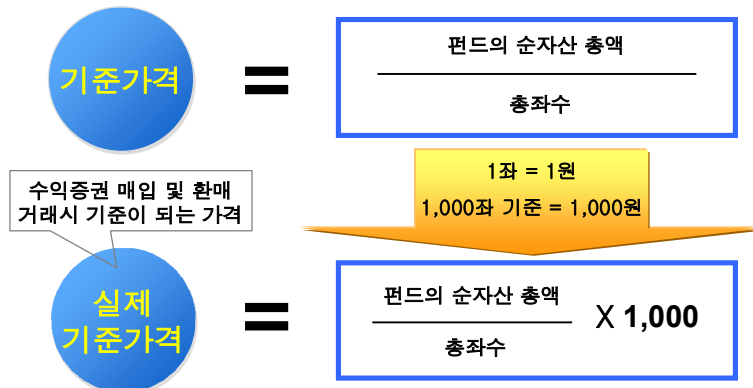 기준가격
=
펀드의 순자산 총액
총좌수
1좌 = 1원
1,000좌 기준 = 1,000원
수익증권 매입 및 환매
거래시 기준이 되는 가격
실제
기준가격
=
펀드의 순자산 총액
총좌수
X 1,000